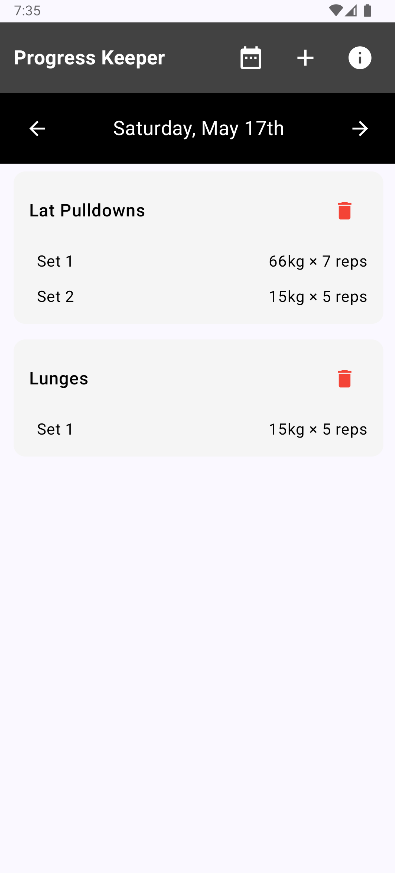 7:35
Progress Keeper
Saturday, May 17th
Lat Pulldowns
Set 1 66kg × 7 reps
Set 2 15kg × 5 reps
Lunges
Set 1 15kg × 5 reps